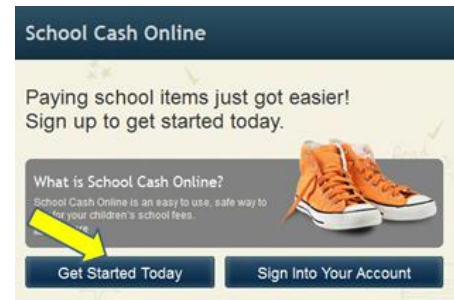 School Cash Online
Paying school items just got easier!
Sign up to get started today.
What is School Cash Online?
School Cash Online is an easy to use, safe way to
for your children's school fees.
Get Started Today
Sign Into Your Account